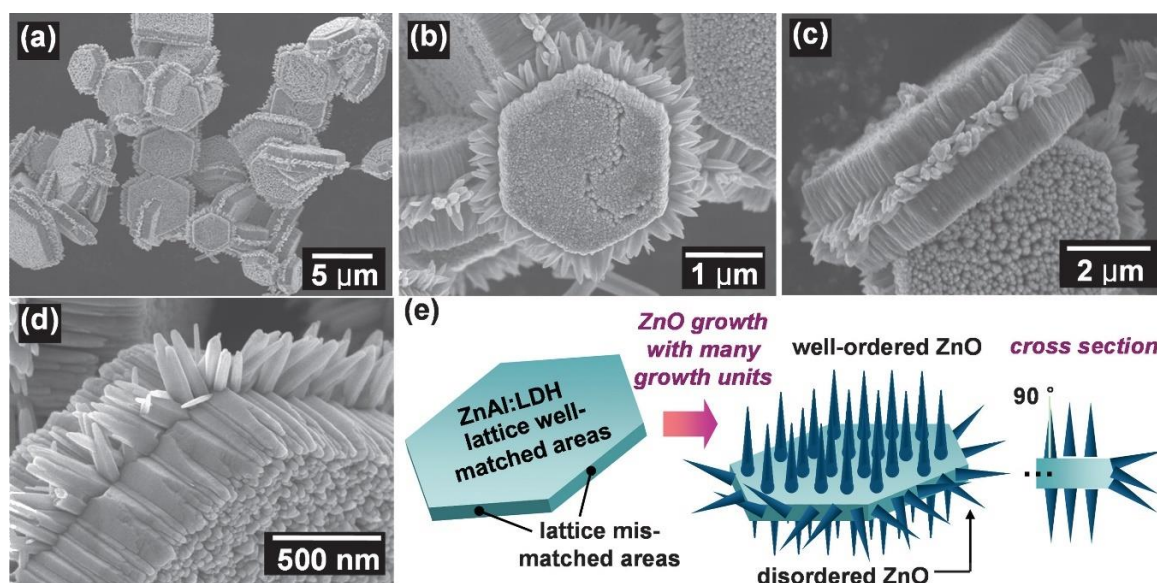 (a)
5 µm
(b)
1 µm
(c)
2 µm
(d)
500 nm
(e)
ZnAl:LDH
lattice well-
matched areas
lattice mis-
matched areas
ZnO growth
with many
growth units
well-ordered ZnO
disordered ZnO
cross section
90 °